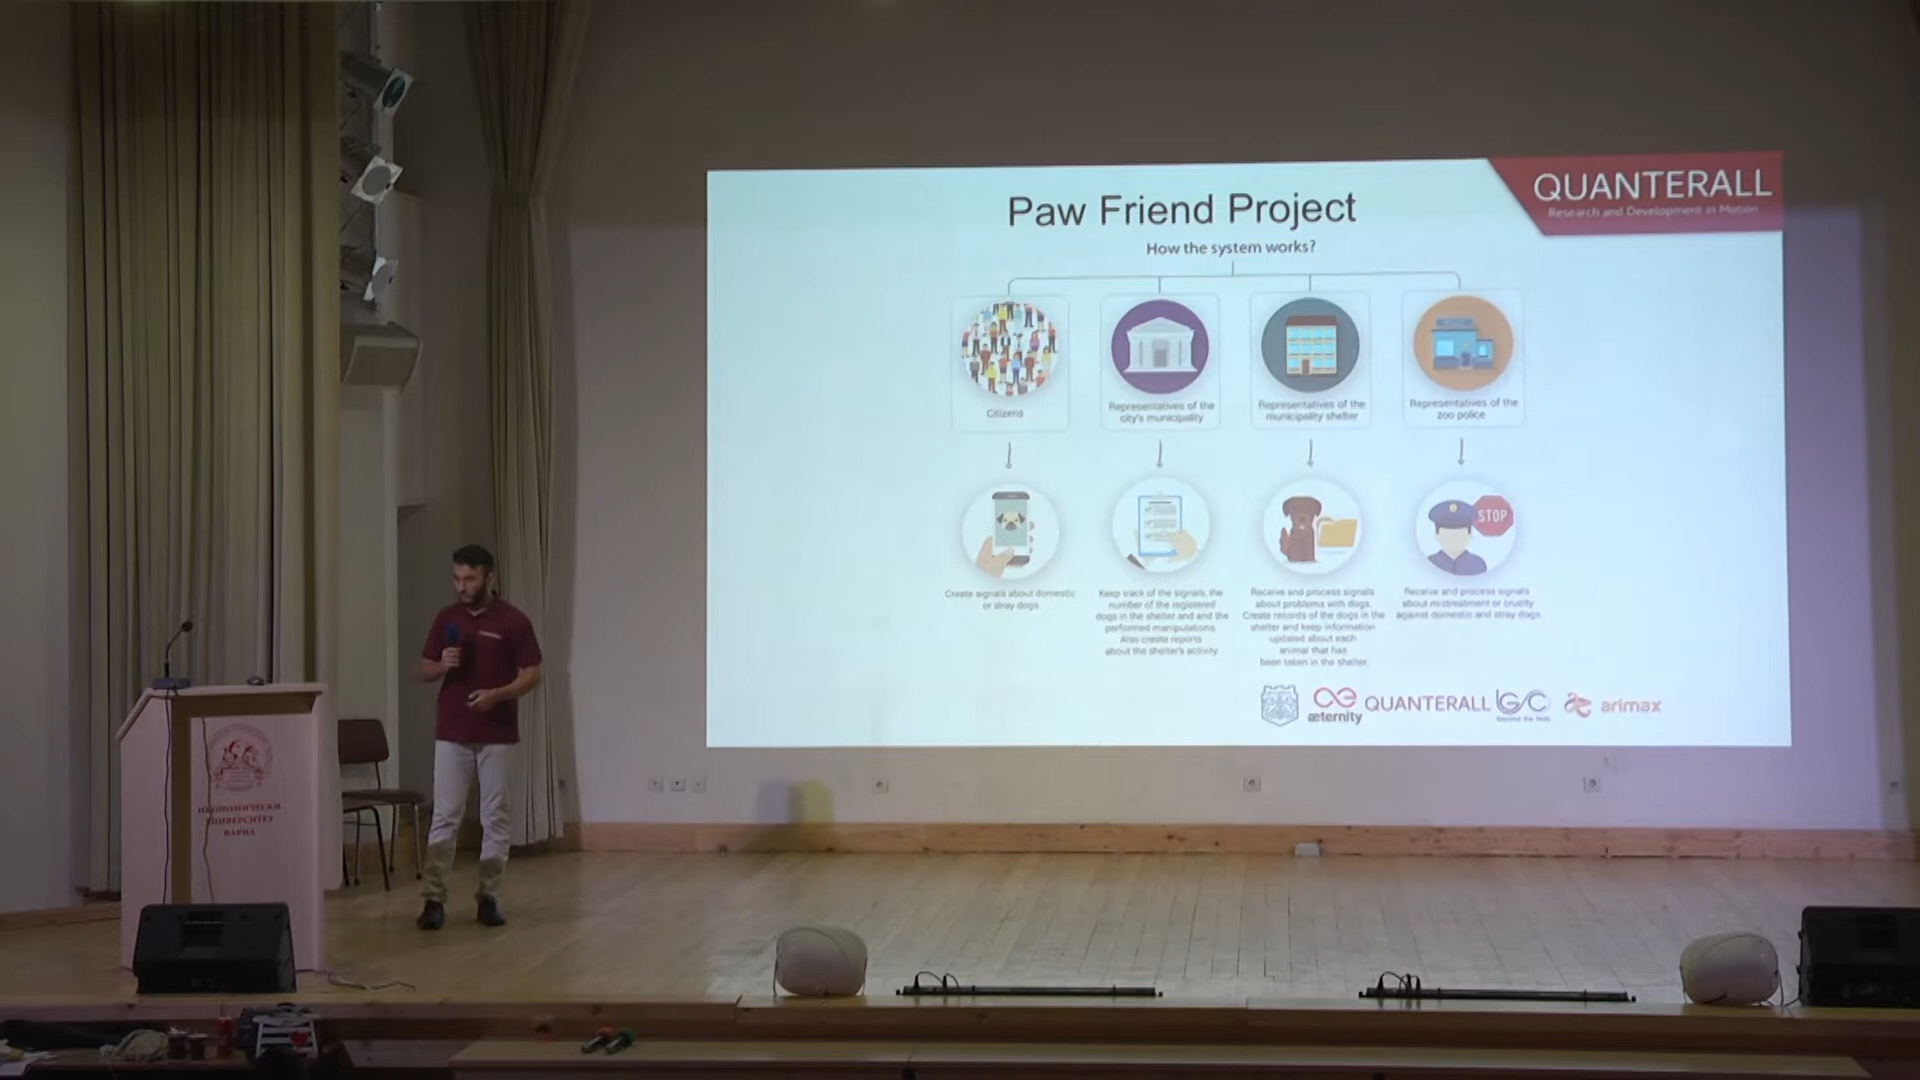 Paw Friend Project
QUANTERALL
Research and Development in Motion
How the system works?
Citizens
Representatives of the
city's municipality
Representatives of the
municipality shelter
Representatives of the
zoo police
STOP
Create signals about domestic
or stray dogs
Keep track of the signals, the
number of the registered
dogs in the shelter and and the
performed manipulations.
Also create reports
about the shelter's activity
Receive and process signals
about problems with dogs.
Create records of the dogs in the
shelter and keep information
updated about each
animal that has
been taken in the shelter.
Receive and process signals
about mistreatment or cruelty
against domestic and stray dogs.
æternity
QUANTERALL
arimax
ИКОНОМИЧЕСКИ
УНИВЕРСИТЕТ
ВАРНА